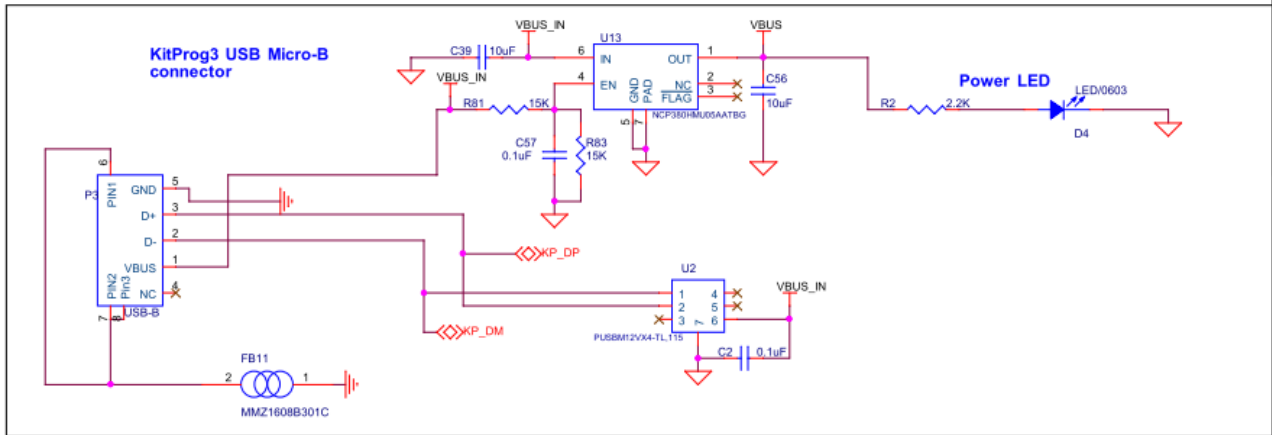 KitProg3 USB Micro-B
connector
VBUS_IN
C39
10uF
VBUS_IN
R81
15K
C57
0.1uF
R83
15K
U13
6
IN
OUT
1
4
EN
NC
2
FLAG
3
GND
PAD
5
7
NCP380HMU05AATBG
VBUS
C56
10uF
Power LED
R2
2.2K
LED/0603
D4
6
P3
PIN1
GND
5
D+
3
D-
2
VBUS
1
NC
4
PIN2
Pin3
7
8
USB-B
KP_DP
KP_DM
U2
1
2
3
4
5
6
7
VBUS_IN
PUSBM12VX4-TL,115
C2
0.1uF
FB11
2
1
MMZ1608B301C